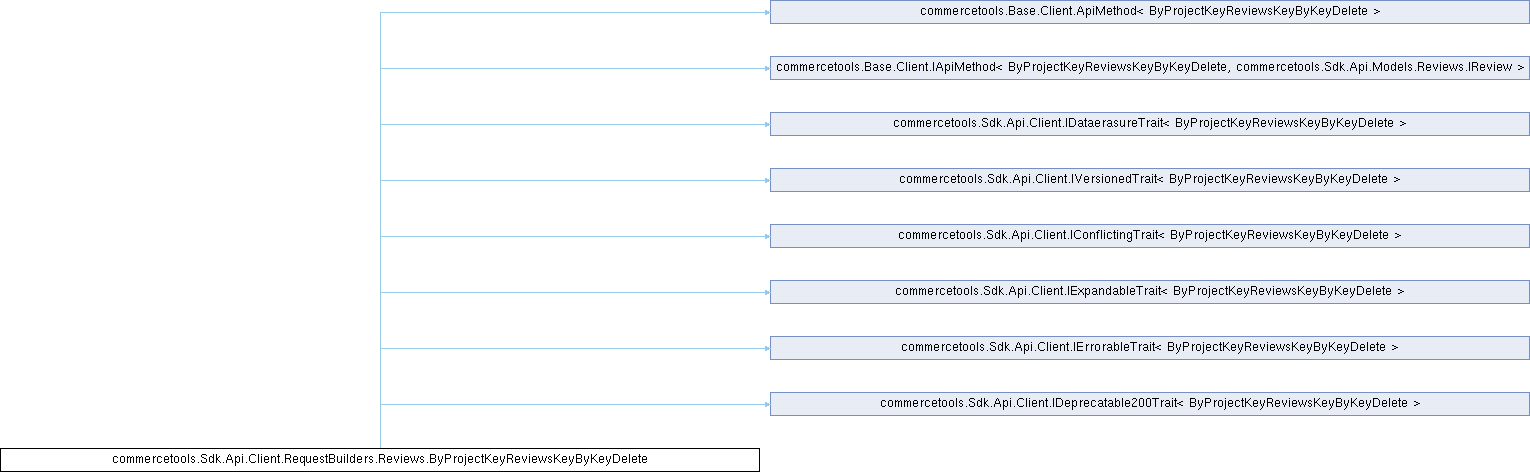 commercetools.Base.Client.ApiMethod< ByProjectKeyReviewsKeyByKeyDelete >
commercetools.Base.Client.IApiMethod< ByProjectKeyReviewsKeyByKeyDelete, commercetools.Sdk.Api.Models.Reviews.IReview >
commercetools.Sdk.Api.Client.IDataerasureTrait< ByProjectKeyReviewsKeyByKeyDelete >
commercetools.Sdk.Api.Client.IVersionedTrait< ByProjectKeyReviewsKeyByKeyDelete >
commercetools.Sdk.Api.Client.IConflictingTrait< ByProjectKeyReviewsKeyByKeyDelete >
commercetools.Sdk.Api.Client.IExpandableTrait< ByProjectKeyReviewsKeyByKeyDelete >
commercetools.Sdk.Api.Client.IErrorableTrait< ByProjectKeyReviewsKeyByKeyDelete >
commercetools.Sdk.Api.Client.IDeprecatable200Trait< ByProjectKeyReviewsKeyByKeyDelete >
commercetools.Sdk.Api.Client.RequestBuilders.Reviews.ByProjectKeyReviewsKeyByKeyDelete